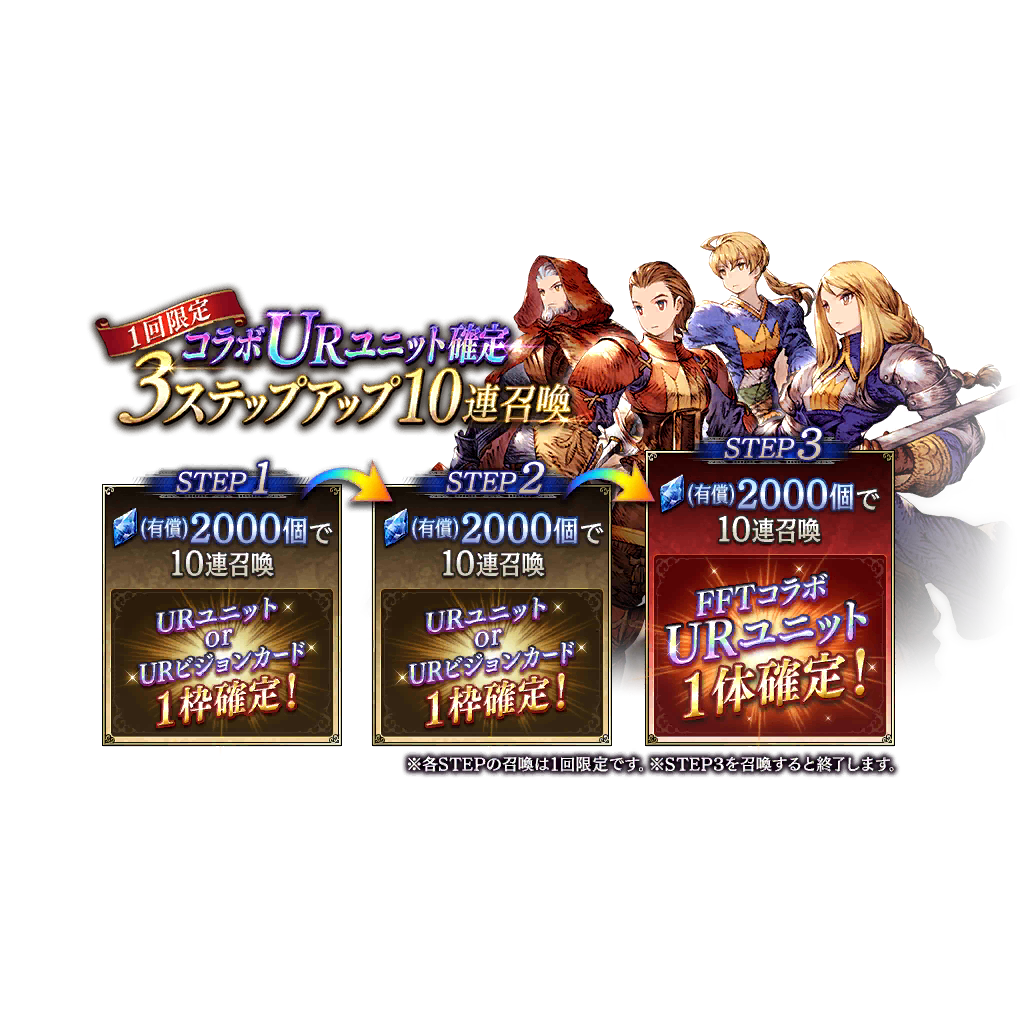 1回限定
コラボURユニット確定
3ステップアップ10連召喚
STEP1
(有償)2000個で
10連召喚
URユニット
or
URビジョンカード
1枠確定!
STEP2
(有償)2000個で
10連召喚
URユニット
or
URビジョンカード
1枠確定!
STEP3
(有償)2000個で
10連召喚
FFTコラボ
URユニット
1体確定!
※各STEPの召喚は1回限定です。※STEP3を召喚すると終了します。